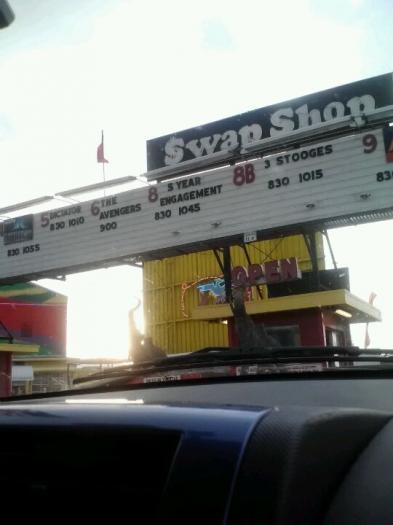 $wap Shop
5 DICTATOR
830 1010
6 THE
AVENGERS
900
8 5 YEAR
ENGAGEMENT
830 1045
8B 3 STOOGES
830 1015
9
830
830 1055
OPEN